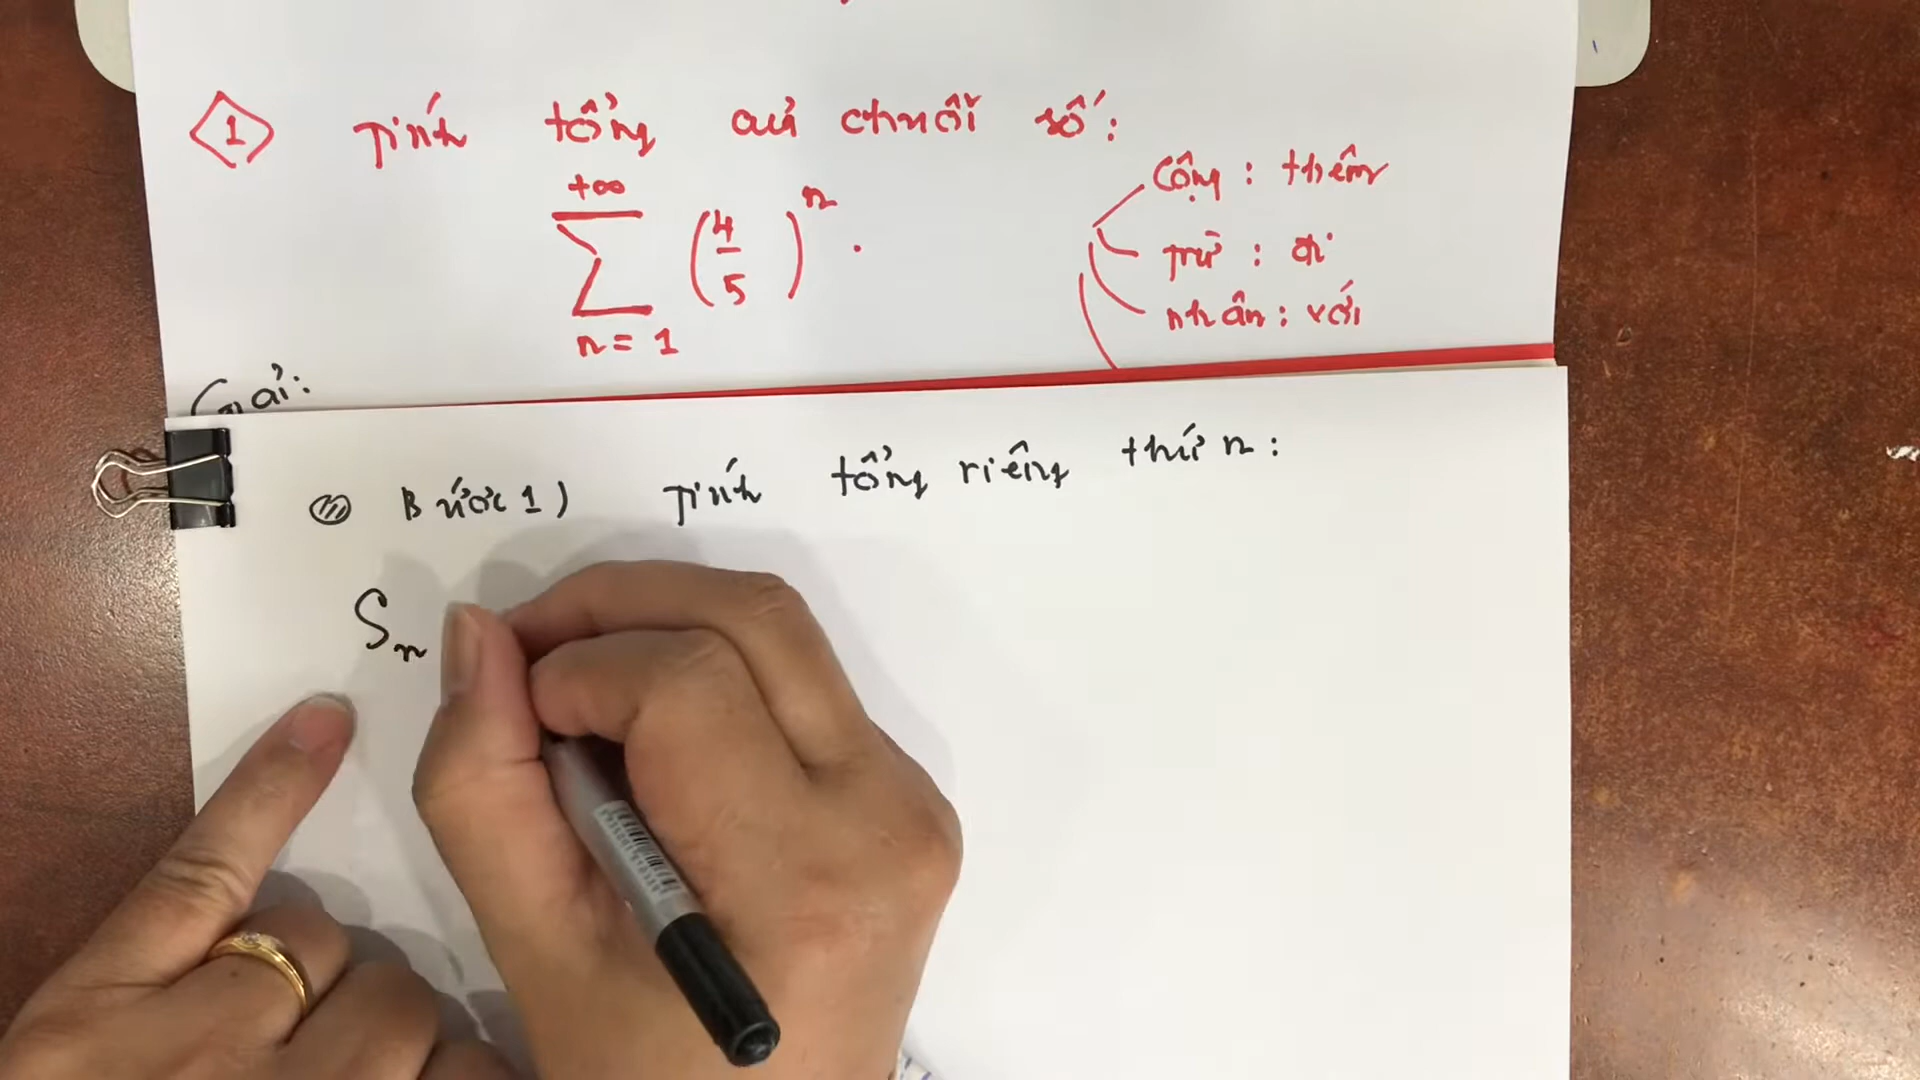 1 Tính tổng của chuỗi số:
+∞
∑ (4/5)^n .
n = 1
Cộng : thêm
Trừ : đi
nhân : với
Giải:
Bước 1) Tính tổng riêng thứ n :
Sn